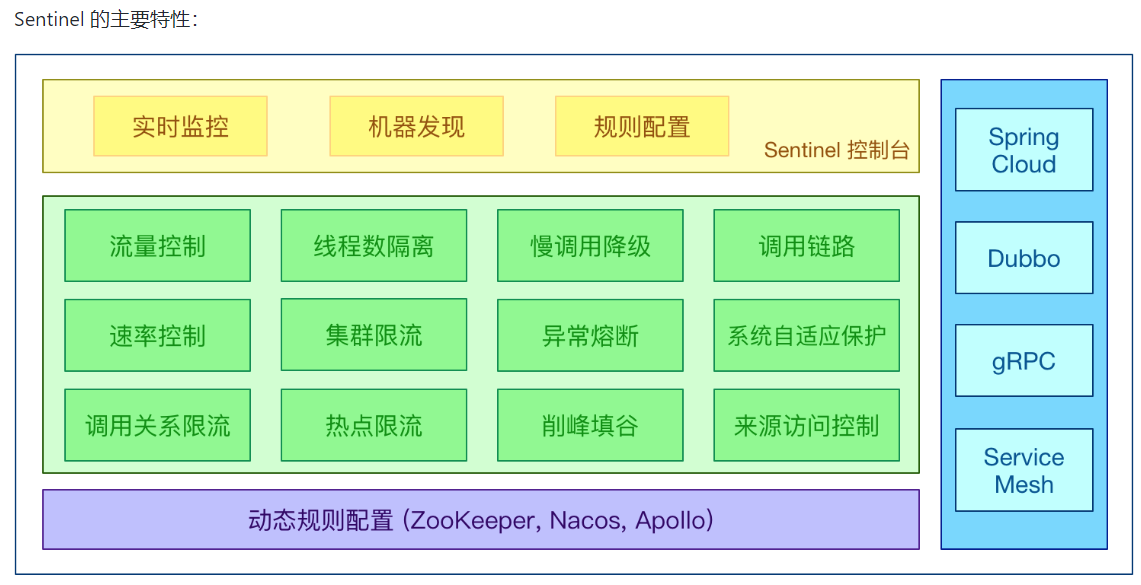 Sentinel 的主要特性：
实时监控
机器发现
规则配置
Sentinel 控制台
流量控制
线程数隔离
慢调用降级
调用链路
速率控制
集群限流
异常熔断
系统自适应保护
调用关系限流
热点限流
削峰填谷
来源访问控制
动态规则配置 (ZooKeeper, Nacos, Apollo)
Spring
Cloud
Dubbo
gRPC
Service
Mesh